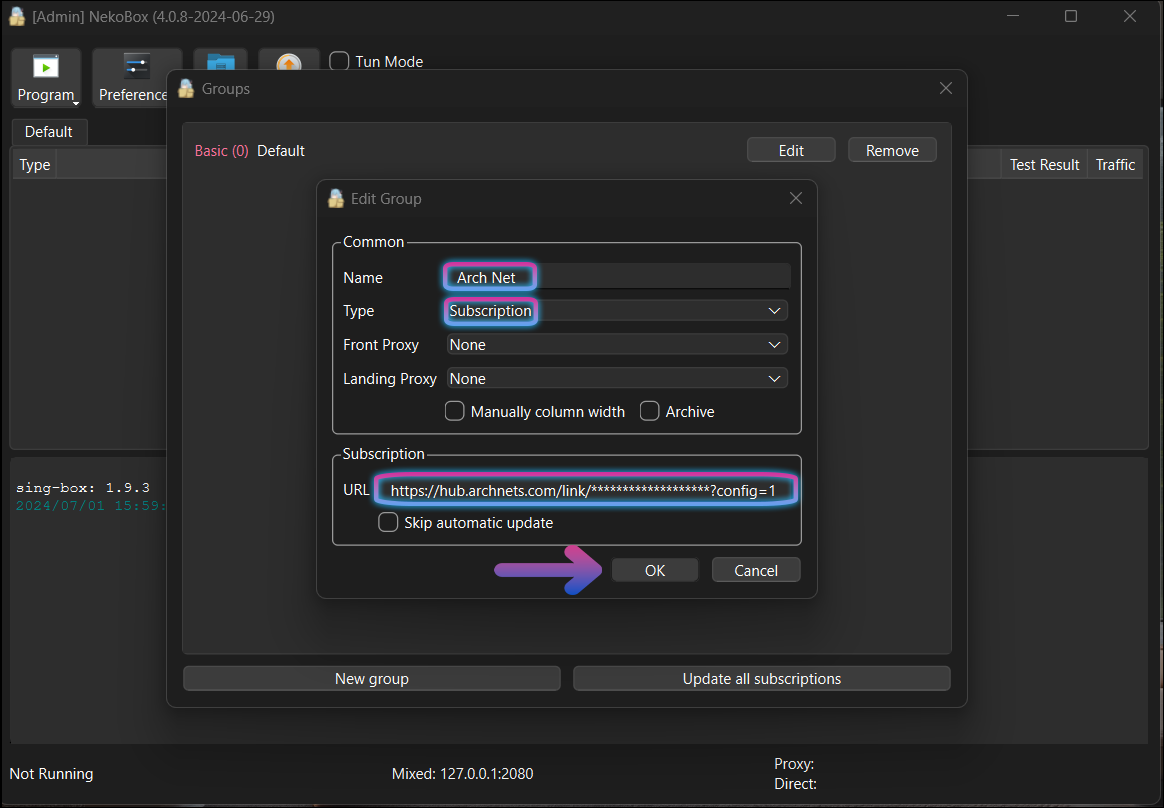 [Admin] NekoBox (4.0.8-2024-06-29)
Tun Mode
Program
Preference
Groups
Default
Basic (0) Default
Edit
Remove
Type
Test Result
Traffic
Edit Group
Common
Name
Arch Net
Type
Subscription
Front Proxy
None
Landing Proxy
None
Manually column width
Archive
Subscription
URL
https://hub.archnets.com/link/*******************?config=1
Skip automatic update
sing-box: 1.9.3
2024/07/01 15:59:
OK
Cancel
New group
Update all subscriptions
Not Running
Mixed: 127.0.0.1:2080
Proxy:
Direct: